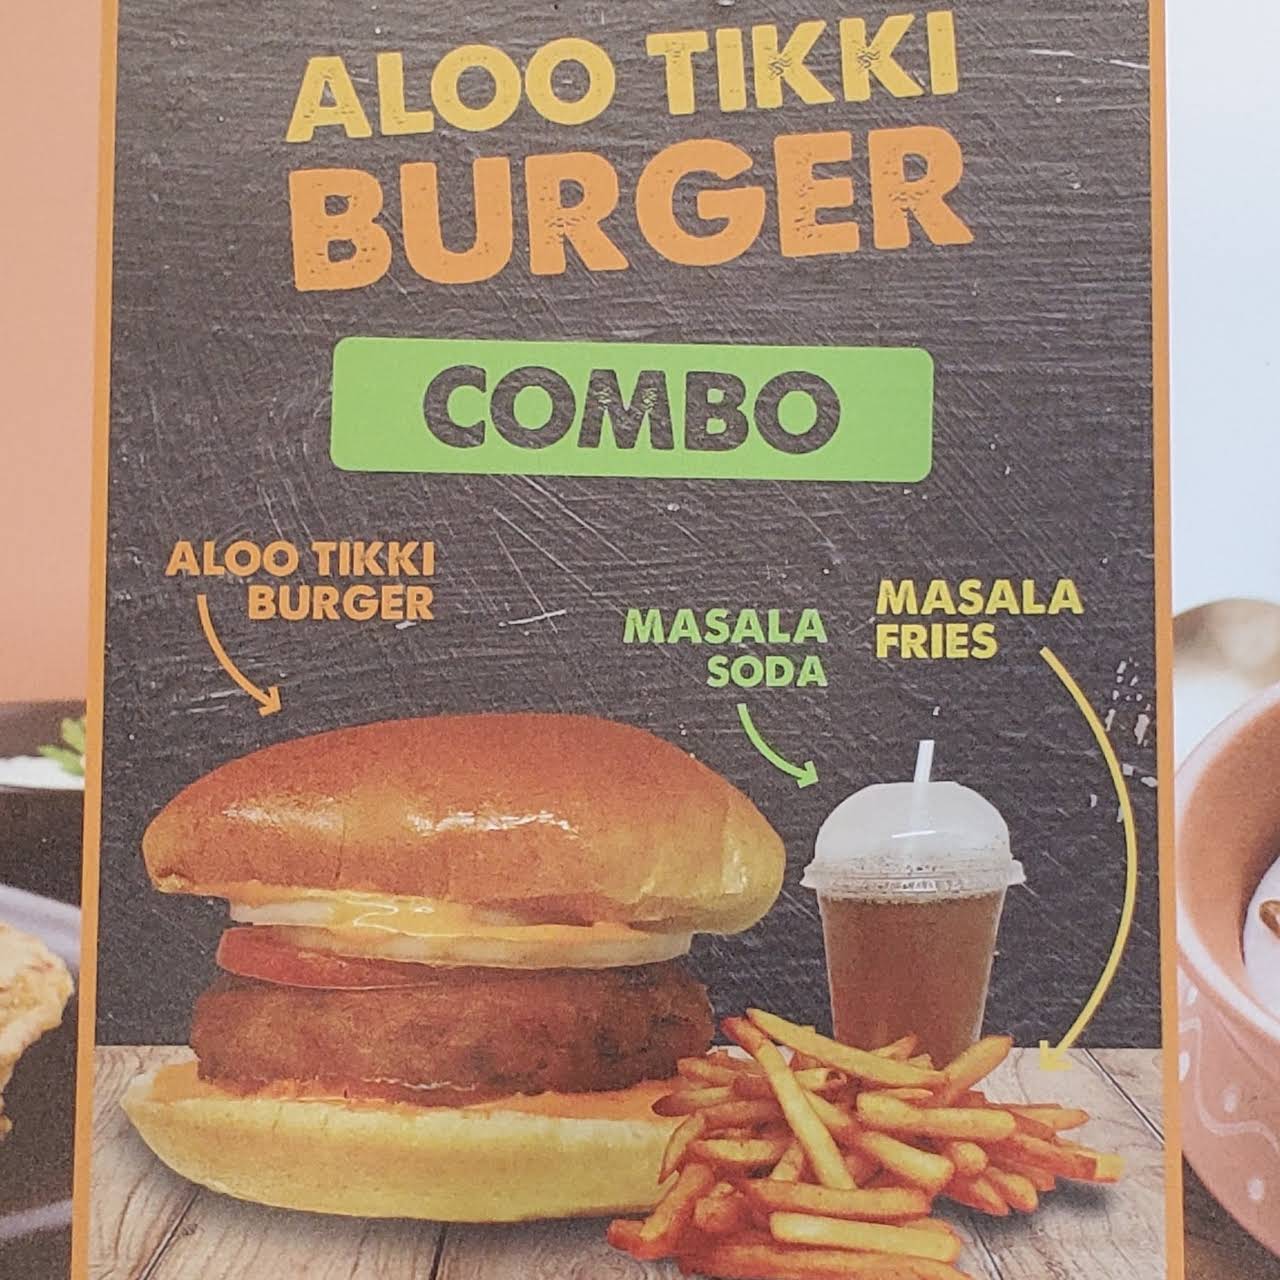 ALOO TIKKI
BURGER
COMBO
ALOO TIKKI
BURGER
MASALA
SODA
MASALA
FRIES